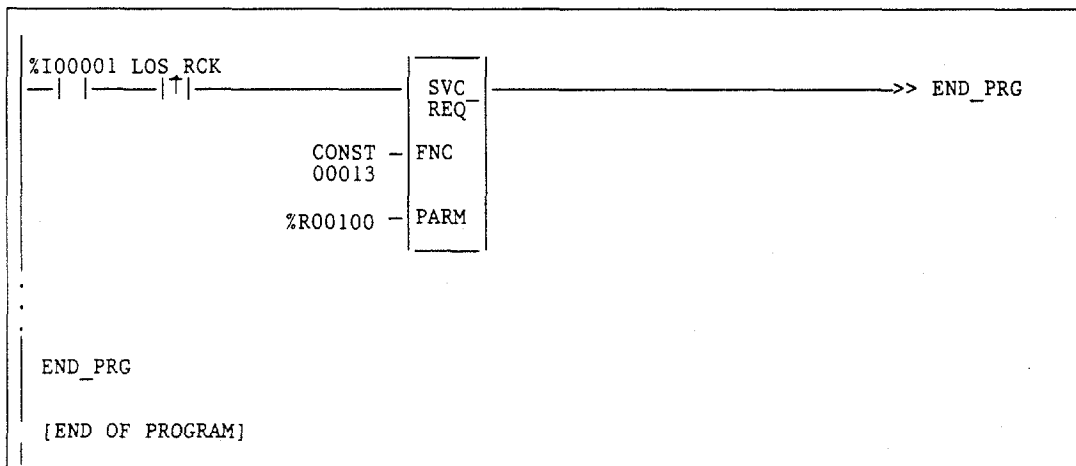 %I00001 LOS_RCK
SVC_
REQ
>> END_PRG
CONST
00013
FNC
%R00100
PARM
END_PRG
[END OF PROGRAM]